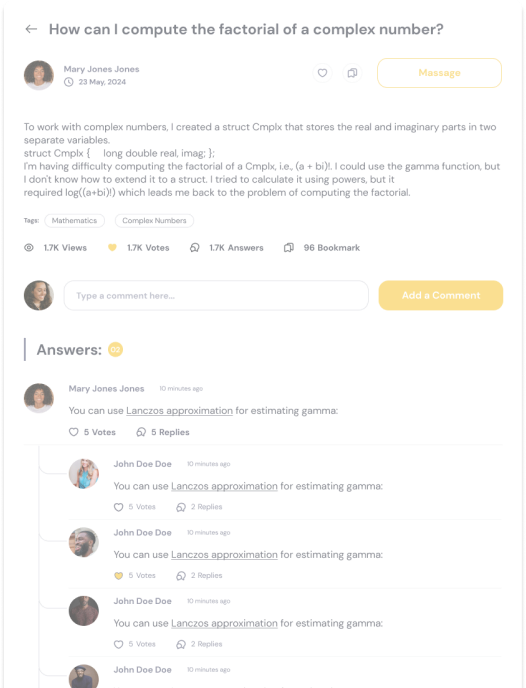 How can I compute the factorial of a complex number?
Mary Jones Jones
23 May, 2024
Massage
To work with complex numbers, I created a struct Cmplx that stores the real and imaginary parts in two
separate variables.
struct Cmplx { long double real, imag; };
I'm having difficulty computing the factorial of a Cmplx, i.e., (a + bi)!. I could use the gamma function, but
I don't know how to extend it to a struct. I tried to calculate it using powers, but it
required log((a+bi)!) which leads me back to the problem of computing the factorial.
Tags: Mathematics Complex Numbers
1.7K Views 1.7K Votes 1.7K Answers 96 Bookmark
Type a comment here...
Add a Comment
Answers: 02
Mary Jones Jones 10 minutes ago
You can use Lanczos approximation for estimating gamma:
5 Votes 5 Replies
John Doe Doe 10 minutes ago
You can use Lanczos approximation for estimating gamma:
5 Votes 2 Replies
John Doe Doe 10 minutes ago
You can use Lanczos approximation for estimating gamma:
5 Votes 2 Replies
John Doe Doe 10 minutes ago
You can use Lanczos approximation for estimating gamma:
5 Votes 2 Replies
John Doe Doe 10 minutes ago